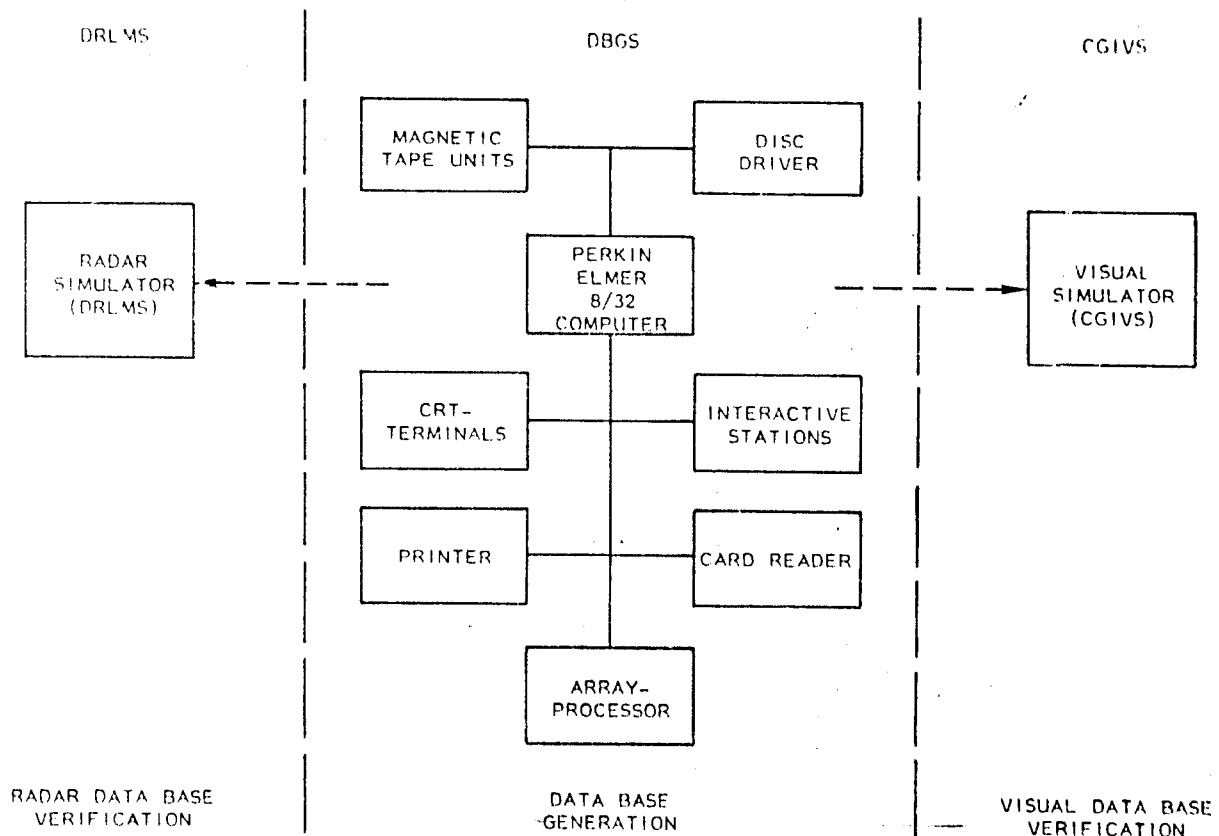 DRLMS
DBGS
CGIVS
MAGNETIC
TAPE UNITS
DISC
DRIVER
RADAR
SIMULATOR
(DRLMS)
PERKIN
ELMER
8/32
COMPUTER
VISUAL
SIMULATOR
(CGIVS)
CRT-
TERMINALS
INTERACTIVE
STATIONS
PRINTER
CARD READER
ARRAY-
PROCESSOR
RADAR DATA BASE
VERIFICATION
DATA BASE
GENERATION
VISUAL DATA BASE
VERIFICATION